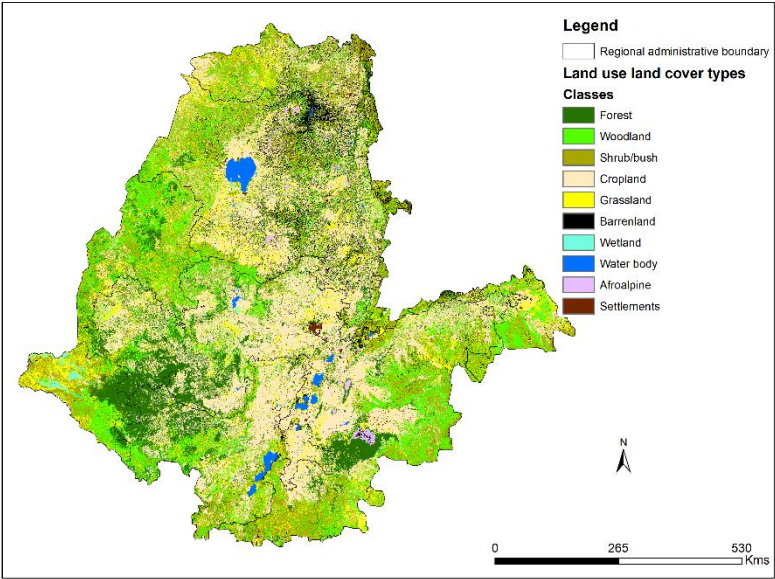 Legend
Regional administrative boundary
Land use land cover types
Classes
Forest
Woodland
Shrub/bush
Cropland
Grassland
Barrenland
Wetland
Water body
Afroalpine
Settlements
N
0 265 530
Kms